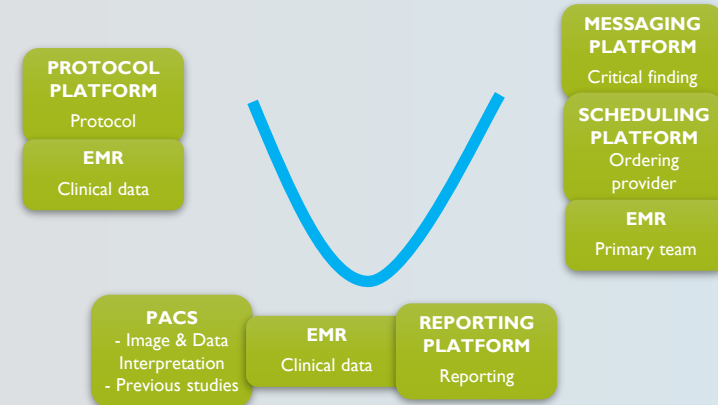 PROTOCOL
PLATFORM
Protocol
EMR
Clinical data
MESSAGING
PLATFORM
Critical finding
SCHEDULING
PLATFORM
Ordering
provider
EMR
Primary team
PACS
- Image & Data
Interpretation
- Previous studies
EMR
Clinical data
REPORTING
PLATFORM
Reporting